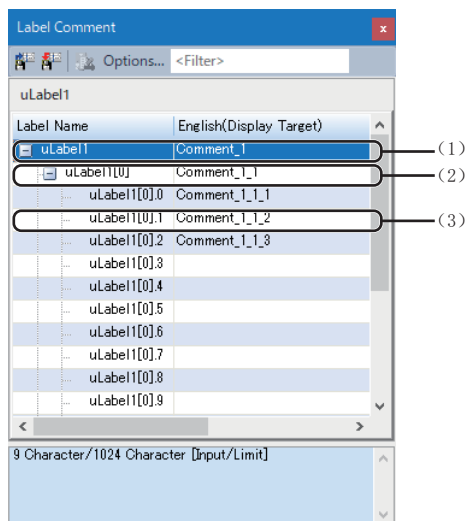 Label Comment
x
Options... <Filter>
uLabel1
Label Name English(Display Target)
uLabel1 Comment_1 (1)
uLabel1[0] Comment_1_1 (2)
uLabel1[0].0 Comment_1_1_1
uLabel1[0].1 Comment_1_1_2 (3)
uLabel1[0].2 Comment_1_1_3
uLabel1[0].3
uLabel1[0].4
uLabel1[0].5
uLabel1[0].6
uLabel1[0].7
uLabel1[0].8
uLabel1[0].9
9 Character/1024 Character [Input/Limit]